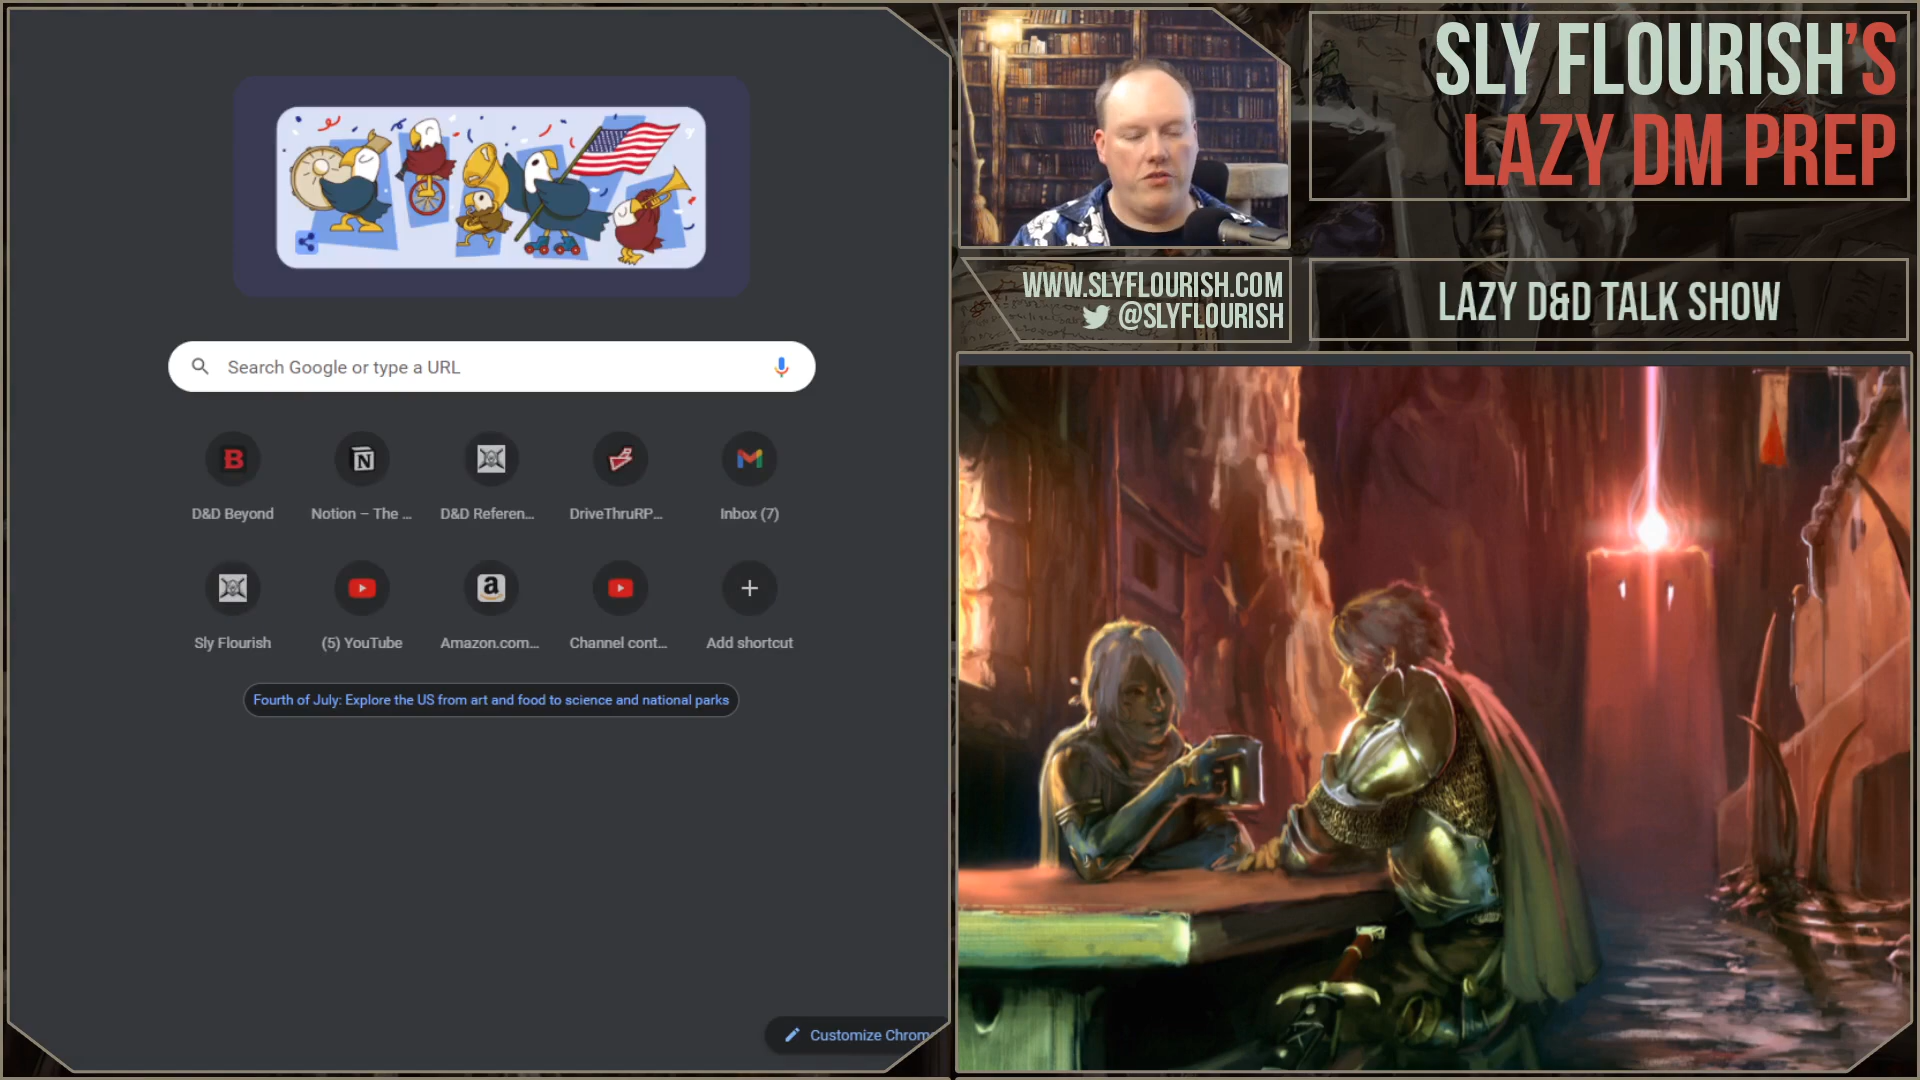 Search Google or type a URL
D&D Beyond
Notion – The ...
D&D Referen...
DriveThruRP...
Inbox (7)
Sly Flourish
(5) YouTube
Amazon.com...
Channel cont...
Add shortcut
Fourth of July: Explore the US from art and food to science and national parks
Customize Chrom
WWW.SLYFLOURISH.COM
@SLYFLOURISH
SLY FLOURISH'S
LAZY DM PREP
LAZY D&D TALK SHOW